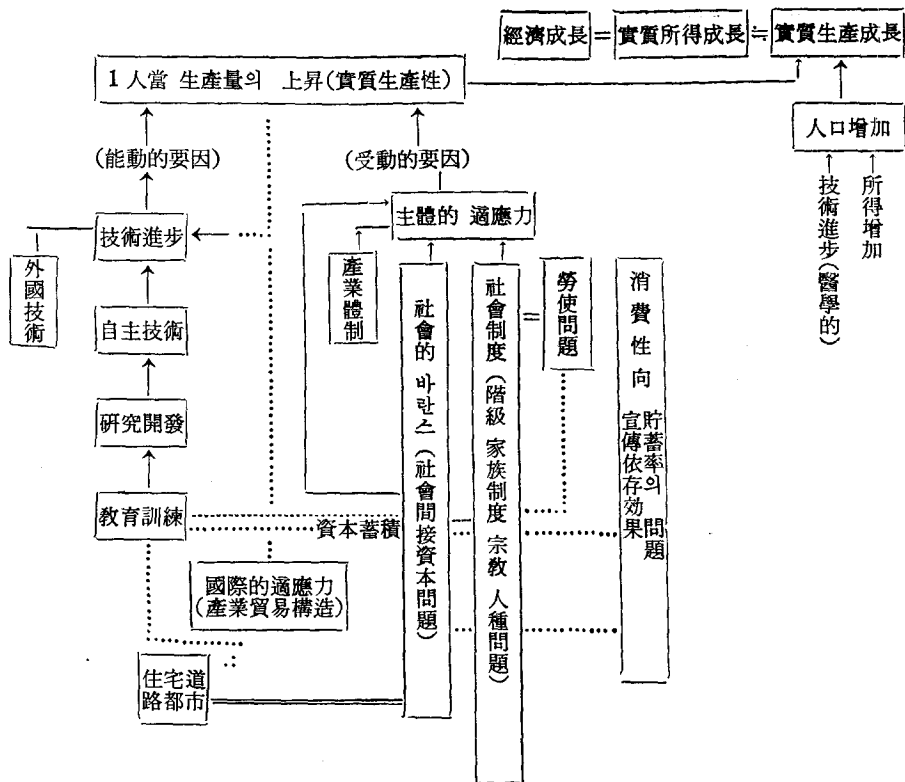 經濟成長=實質所得成長≒實質生產成長
1人當 生產量의 上昇(實質生產性)
人口增加
(能動的要因)
(受動的要因)
技術進步(醫學的)
所得增加
技術進步
主體的 適應力
外國技術
產業體制
社會的 바란스 (社會間接資本問題)
社會制度 (階級 家族制度 宗敎 人種問題)
=
勞使問題
消費性向
貯蓄率의 問題
宣傳依存効果
自主技術
硏究開發
敎育訓練
資本蓄積
國際的適應力
(產業貿易構造)
住宅道
路都市